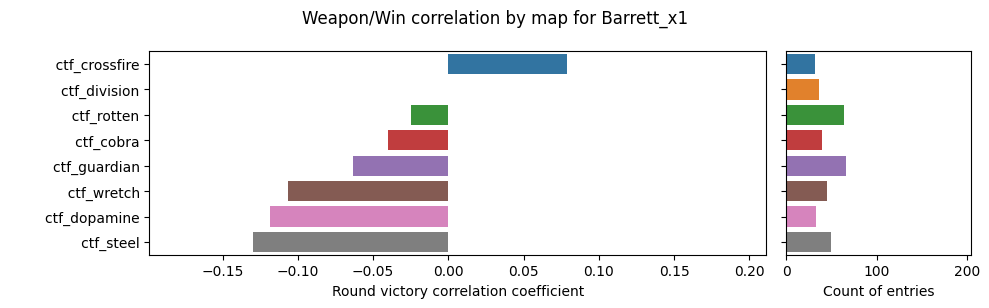 Weapon/Win correlation by map for Barrett_x1
ctf_crossfire
ctf_division
ctf_rotten
ctf_cobra
ctf_guardian
ctf_wretch
ctf_dopamine
ctf_steel
−0.15 −0.10 −0.05 0.00 0.05 0.10 0.15 0.20
0 100 200
Round victory correlation coefficient
Count of entries